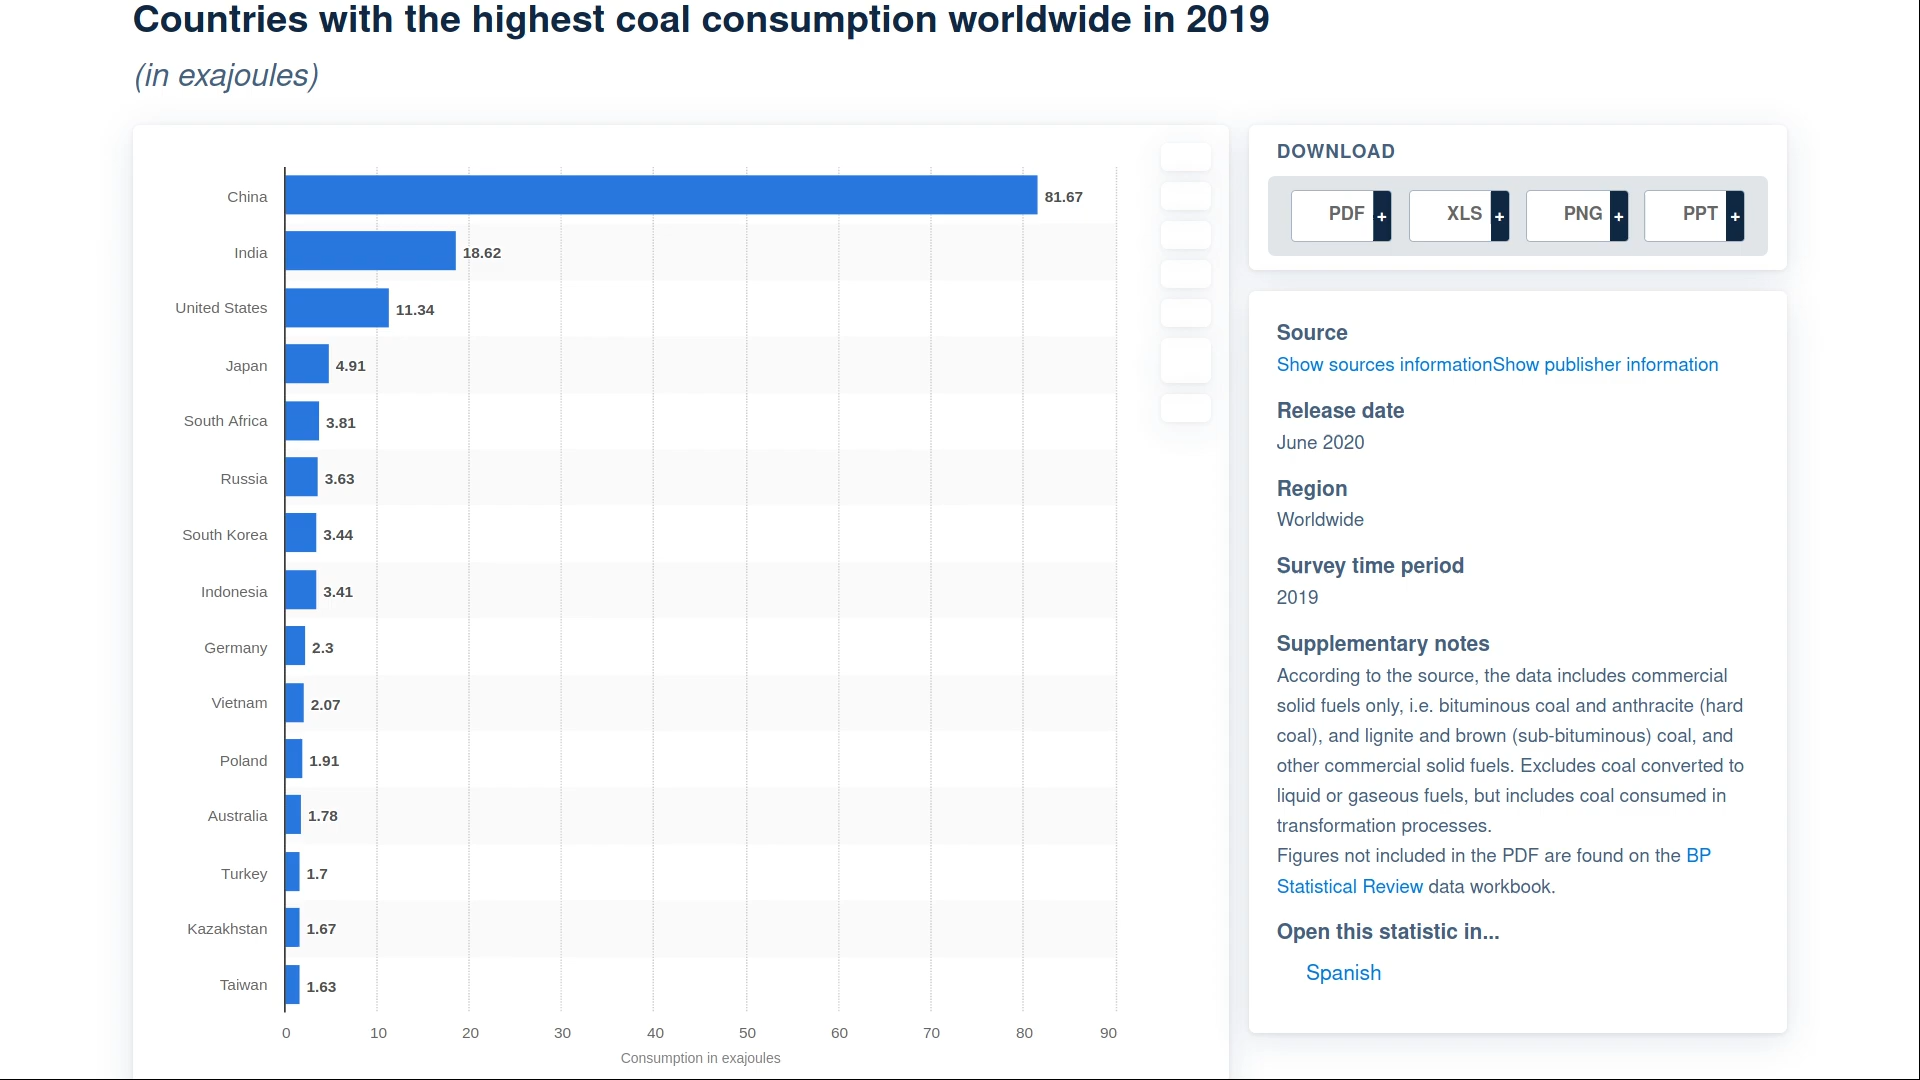 Countries with the highest coal consumption worldwide in 2019
(in exajoules)
China 81.67
India 18.62
United States 11.34
Japan 4.91
South Africa 3.81
Russia 3.63
South Korea 3.44
Indonesia 3.41
Germany 2.3
Vietnam 2.07
Poland 1.91
Australia 1.78
Turkey 1.7
Kazakhstan 1.67
Taiwan 1.63
0 10 20 30 40 50 60 70 80 90
Consumption in exajoules
DOWNLOAD
PDF + XLS + PNG + PPT +
Source
Show sources informationShow publisher information
Release date
June 2020
Region
Worldwide
Survey time period
2019
Supplementary notes
According to the source, the data includes commercial
solid fuels only, i.e. bituminous coal and anthracite (hard
coal), and lignite and brown (sub-bituminous) coal, and
other commercial solid fuels. Excludes coal converted to
liquid or gaseous fuels, but includes coal consumed in
transformation processes.
Figures not included in the PDF are found on the BP
Statistical Review data workbook.
Open this statistic in...
Spanish